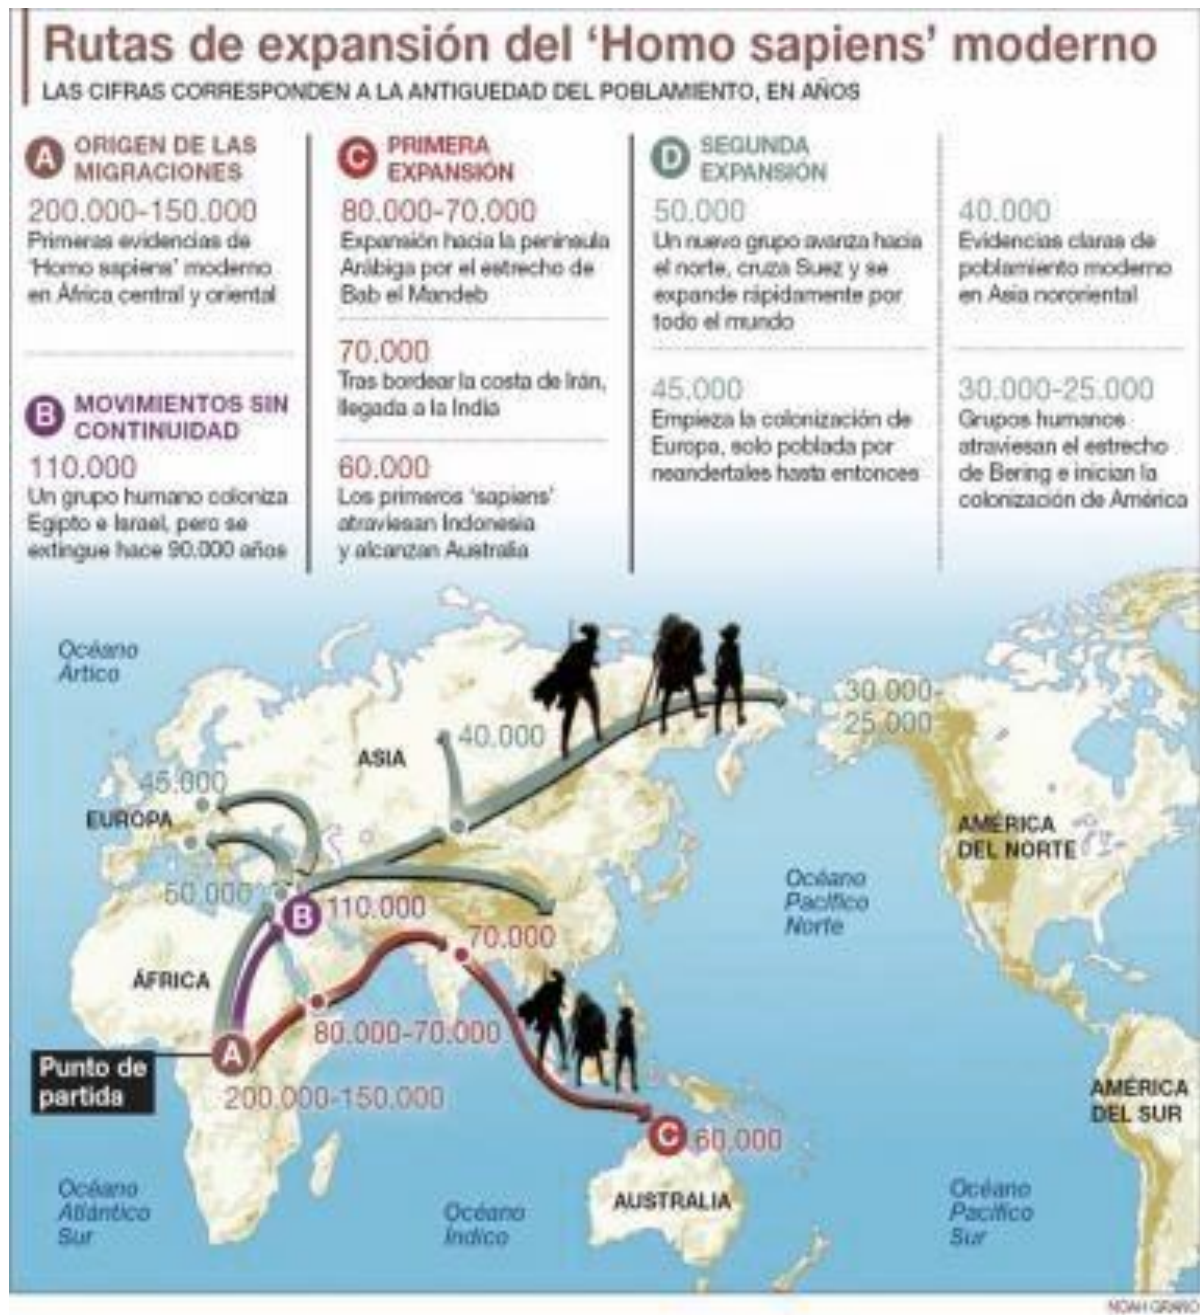 Rutas de expansión del 'Homo sapiens' moderno
LAS CIFRAS CORRESPONDEN A LA ANTIGUEDAD DEL POBLAMIENTO, EN AÑOS
A ORIGEN DE LAS
MIGRACIONES
200.000-150.000
Primeras evidencias de
'Homo sapiens' moderno
en África central y oriental
B MOVIMIENTOS SIN
CONTINUIDAD
110.000
Un grupo humano coloniza
Egipto e Israel, pero se
extingue hace 90.000 años
C PRIMERA
EXPANSIÓN
80.000-70.000
Expansión hacia la península
Arábiga por el estrecho de
Bab el Mandeb
70.000
Tras bordear la costa de Irán,
llegada a la India
60.000
Los primeros 'sapiens'
atraviesan Indonesia
y alcanzan Australia
D SEGUNDA
EXPANSIÓN
50.000
Un nuevo grupo avanza hacia
el norte, cruza Suez y se
expande rápidamente por
todo el mundo
45.000
Empieza la colonización de
Europa, solo poblada por
neandertales hasta entonces
40.000
Evidencias claras de
poblamiento moderno
en Asia nororiental
30.000-25.000
Grupos humanos
atraviesan el estrecho
de Bering e inician la
colonización de América
Océano
Ártico
ASIA
40.000
30.000-
25.000
45.000
EUROPA
AMÉRICA
DEL NORTE
50.000
B 110.000
Océano
Pacífico
Norte
70.000
ÁFRICA
80.000-70.000
A
Punto de
partida
200.000-150.000
AMÉRICA
DEL SUR
C 60.000
AUSTRALIA
Océano
Atlántico
Sur
Océano
Índico
Océano
Pacífico
Sur